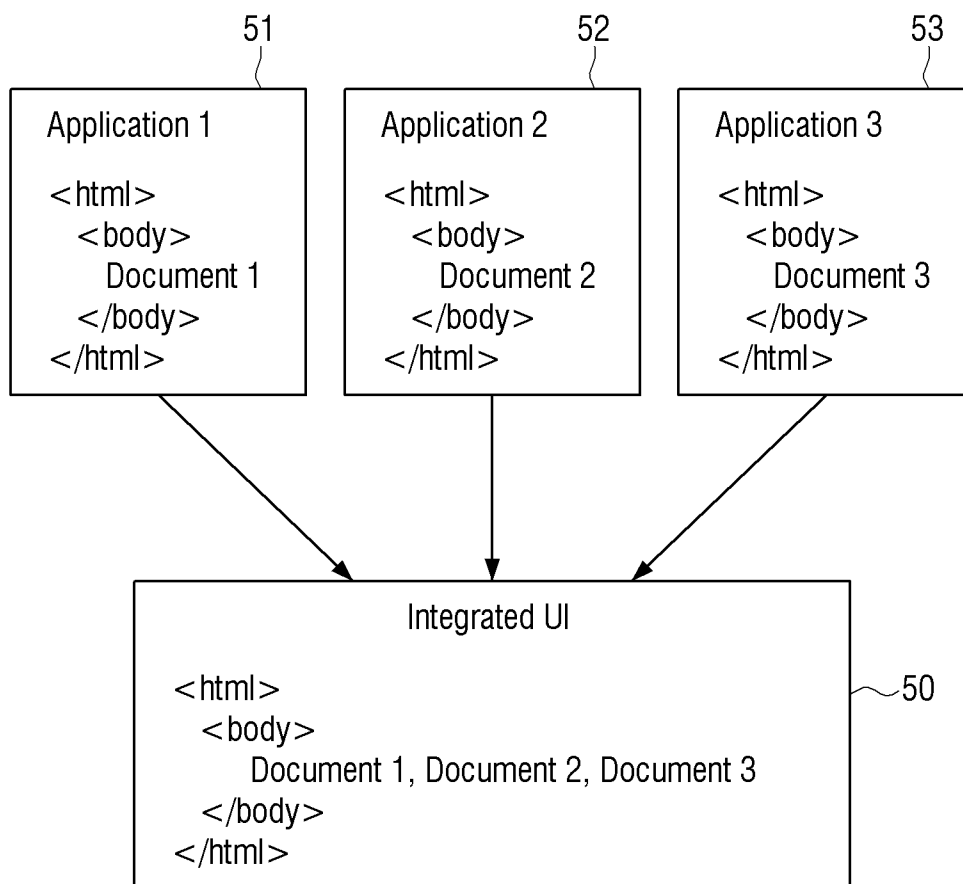 51
Application 1
<html>
<body>
Document 1
</body>
</html>
52
Application 2
<html>
<body>
Document 2
</body>
</html>
53
Application 3
<html>
<body>
Document 3
</body>
</html>
Integrated UI
50
<html>
<body>
Document 1, Document 2, Document 3
</body>
</html>